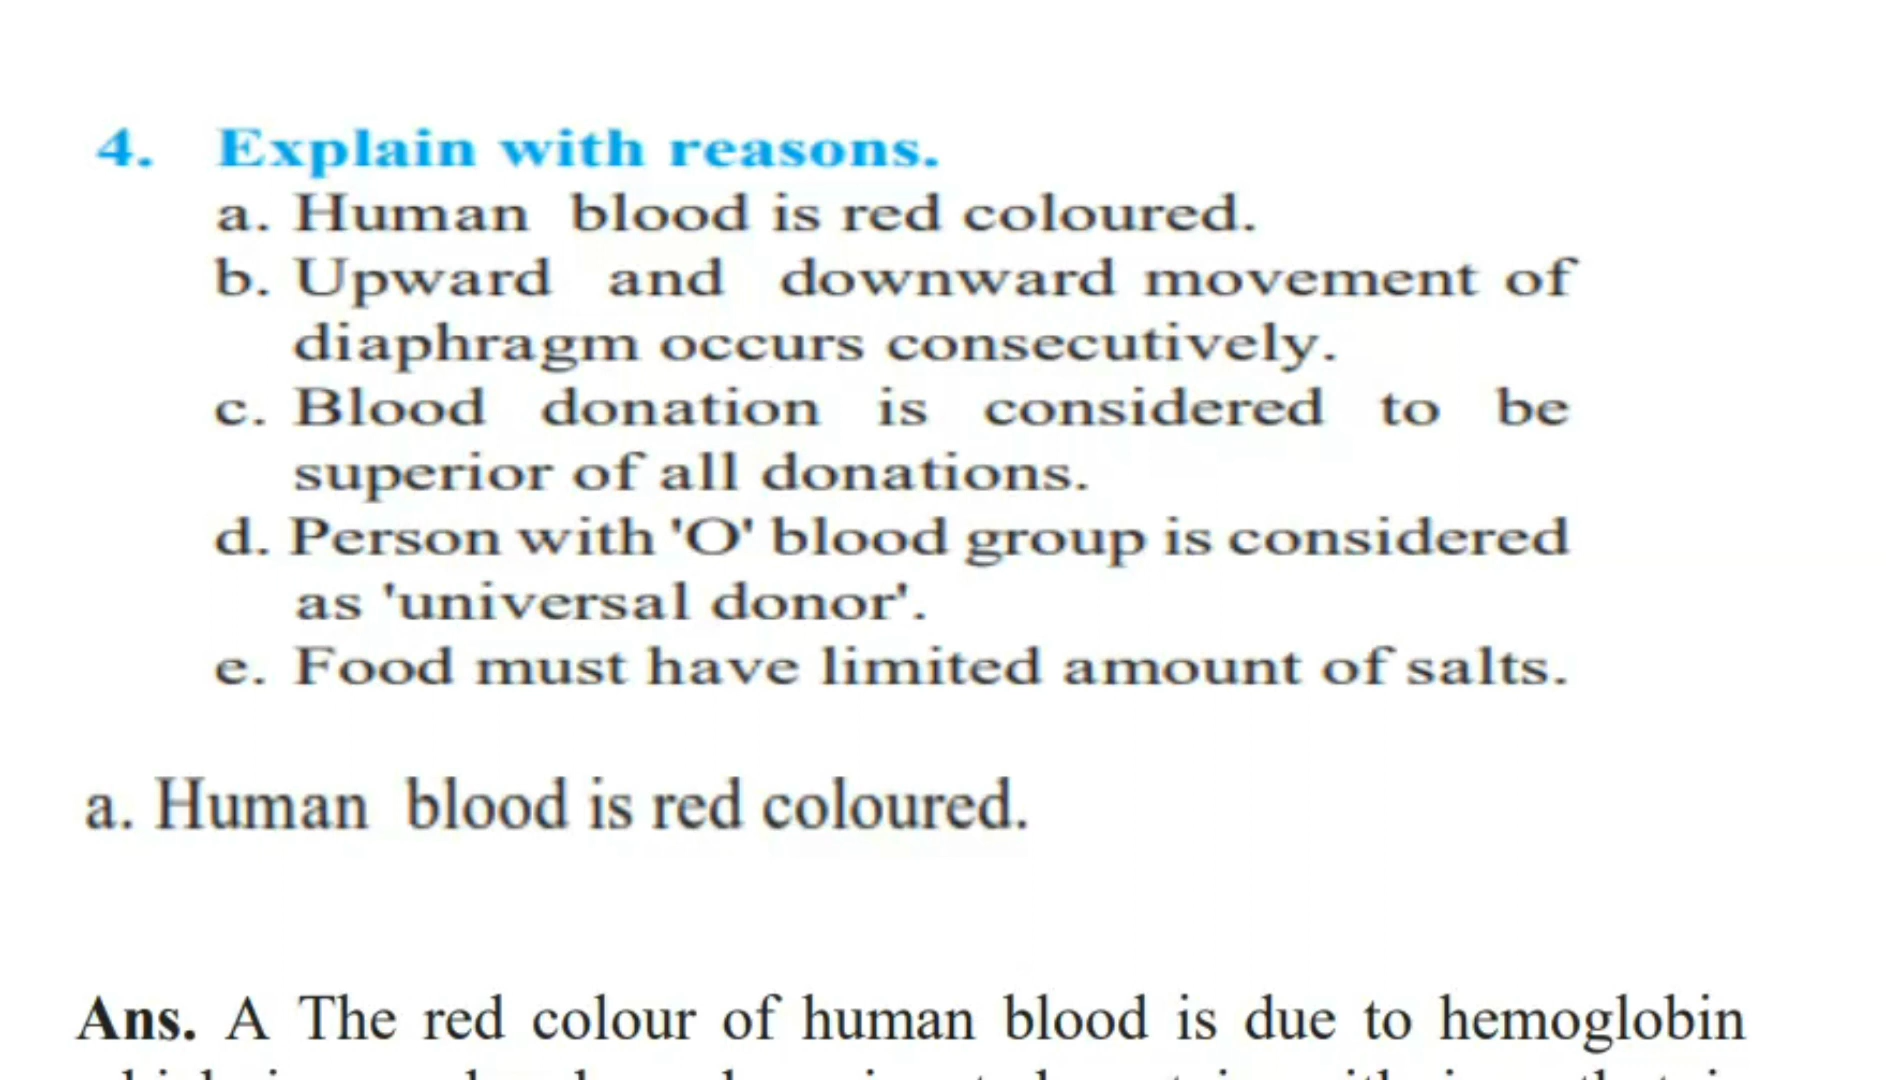 4. Explain with reasons.
a. Human blood is red coloured.
b. Upward and downward movement of
diaphragm occurs consecutively.
c. Blood donation is considered to be
superior of all donations.
d. Person with 'O' blood group is considered
as 'universal donor'.
e. Food must have limited amount of salts.
a. Human blood is red coloured.
Ans. A The red colour of human blood is due to hemoglobin